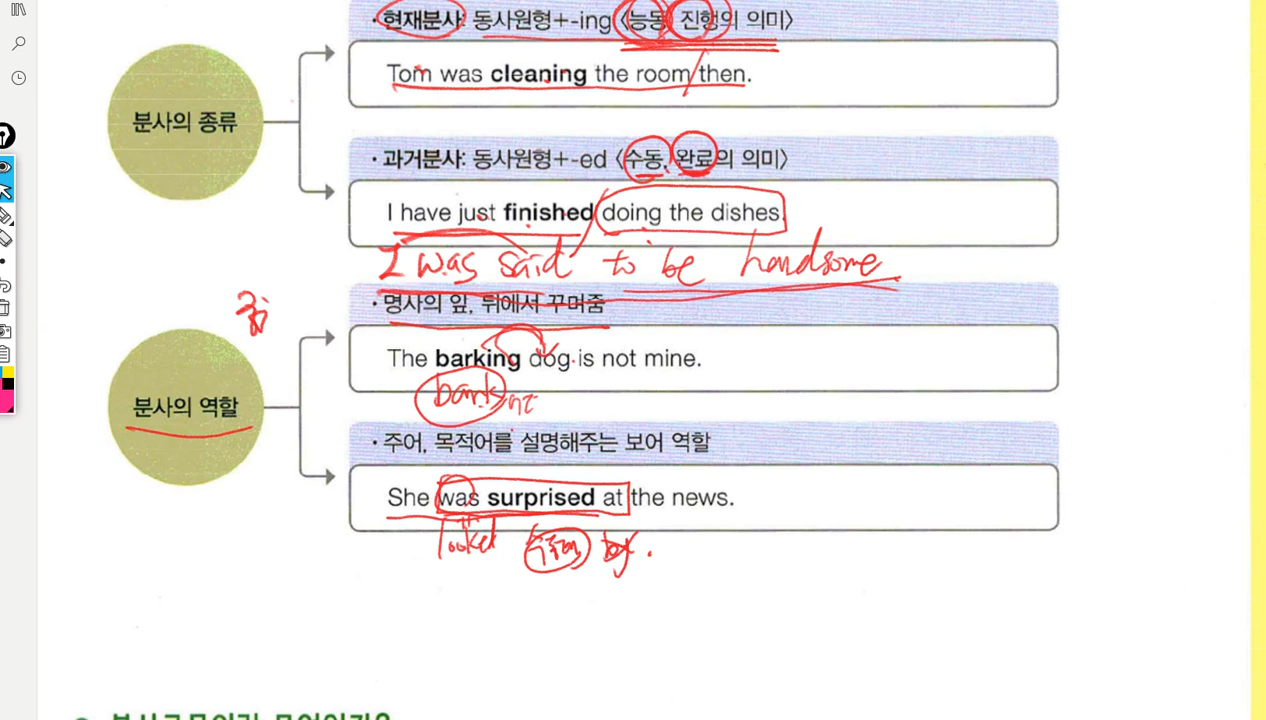 · 현재분사: 동사원형+-ing 〈능동, 진행의 의미〉
Tom was cleaning the room then.
분사의 종류
· 과거분사: 동사원형+-ed 〈수동, 완료의 의미〉
I have just finished doing the dishes.
I was said to be handsome
· 명사의 앞, 뒤에서 꾸며줌
The barking dog is not mine.
분사의 역할
· 주어, 목적어를 설명해주는 보어 역할
She was surprised at the news.
looked
by.